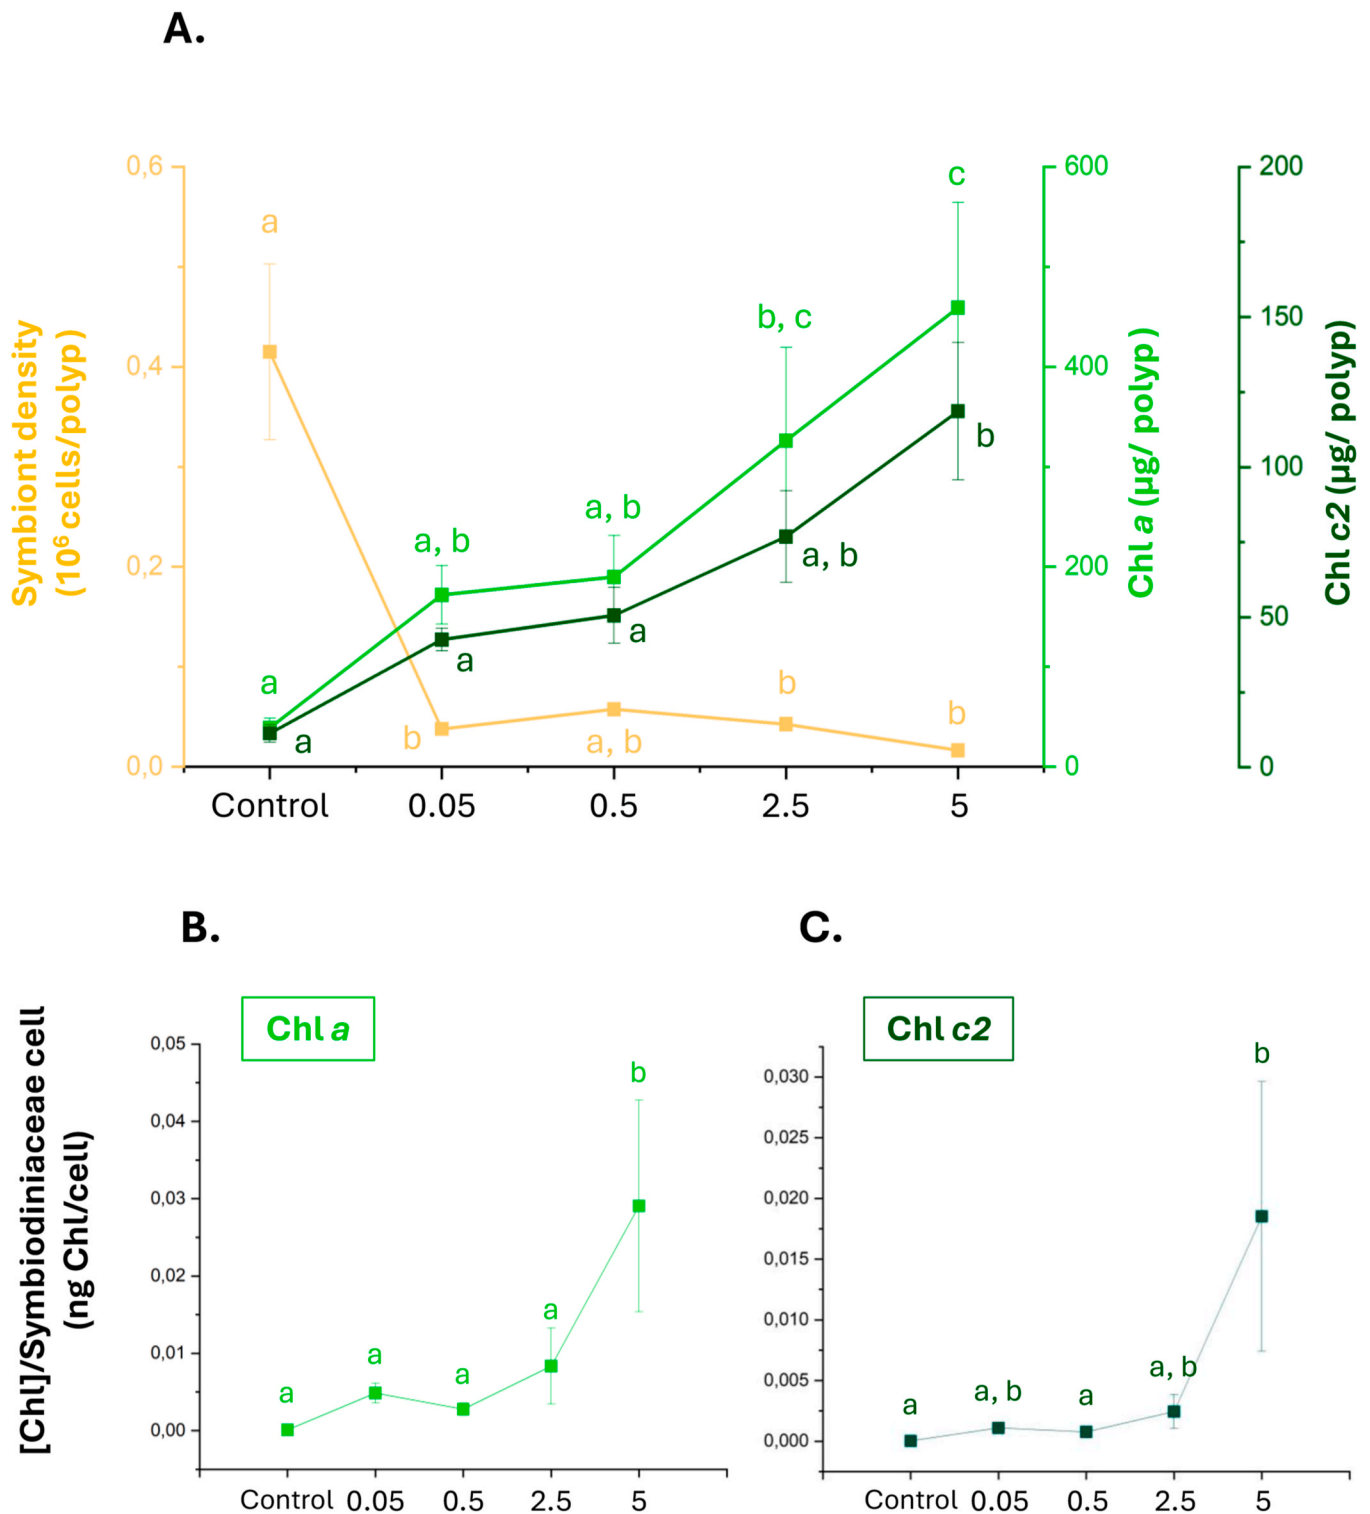 A.
Symbiont density
(10⁶ cells/polyp )
0,6
0,4
0,2
0,0
a
b
a, b
b
b
a
a, b
a, b
b, c
c
a
a
a
a, b
b
600
400
200
0
Chl a (µg/ polyp )
200
150
100
50
0
Chl c2 (µg/ polyp)
Control 0.05 0.5 2.5 5
B.
[Chl]/Symbiodiniaceae cell
(ng Chl/cell)
Chl a
0,05
0,04
0,03
0,02
0,01
0,00
a
a
a
a
b
Control 0.05 0.5 2.5 5
C.
Chl c2
0,030
0,025
0,020
0,015
0,010
0,005
0,000
a
a, b
a
a, b
b
Control 0.05 0.5 2.5 5